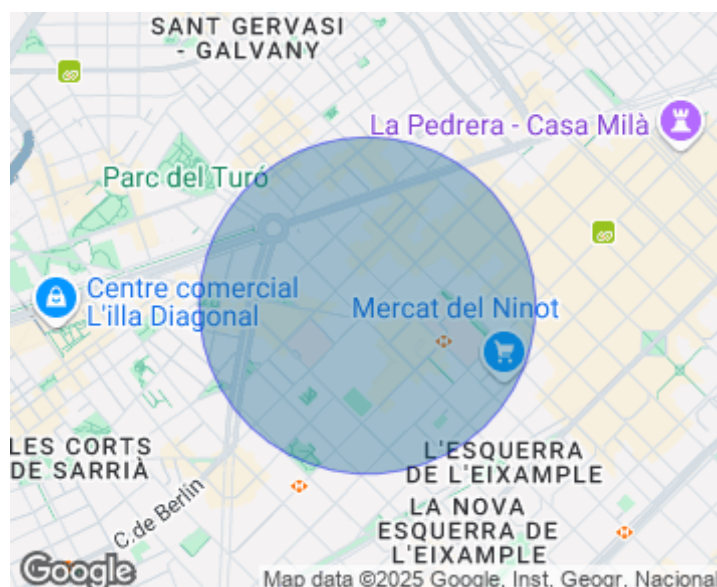 SANT GERVASI
- GALVANY
La Pedrera - Casa Milà
Parc del Turó
Centre comercial
L'illa Diagonal
Mercat del Ninot
LES CORTS
DE SARRIÀ
L'ESQUERRA
DE L'EIXAMPLE
C. de Berlín
LA NOVA
ESQUERRA DE
L'EIXAMPLE
Google
Map data ©2025 Google, Inst. Geogr. Nacional